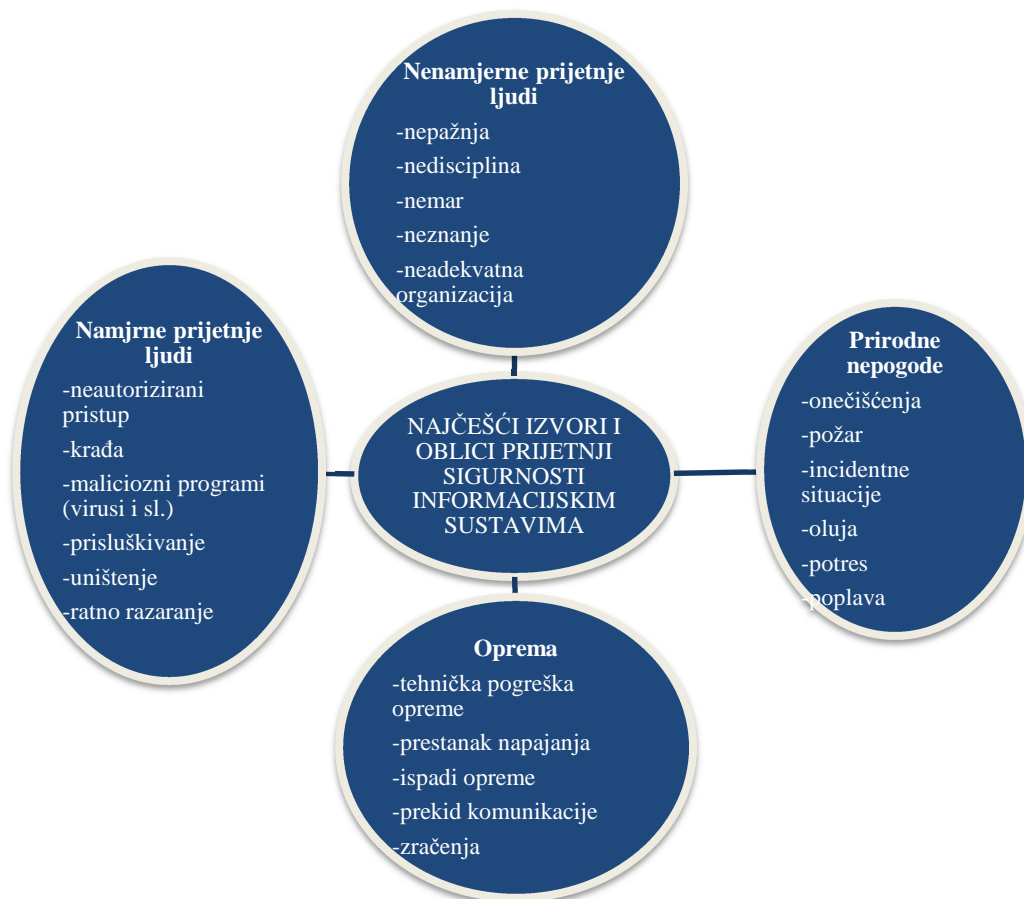 Nenamjerne prijetnje
ljudi
-nepažnja
-nedisciplina
-nemar
-neznanje
-neadekvatna
organizacija
Namjrne prijetnje
ljudi
-neautorizirani
pristup
-krađa
-maliciozni programi
(virusi i sl.)
-prisluškivanje
-uništenje
-ratno razaranje
NAJČEŠĆI IZVORI I
OBLICI PRIJETNJI
SIGURNOSTI
INFORMACIJSKIM
SUSTAVIMA
Prirodne
nepogode
-onečišćenja
-požar
-incidentne
situacije
-oluja
-potres
-poplava
Oprema
-tehnička pogreška
opreme
-prestanak napajanja
-ispadi opreme
-prekid komunikacije
-zračenja